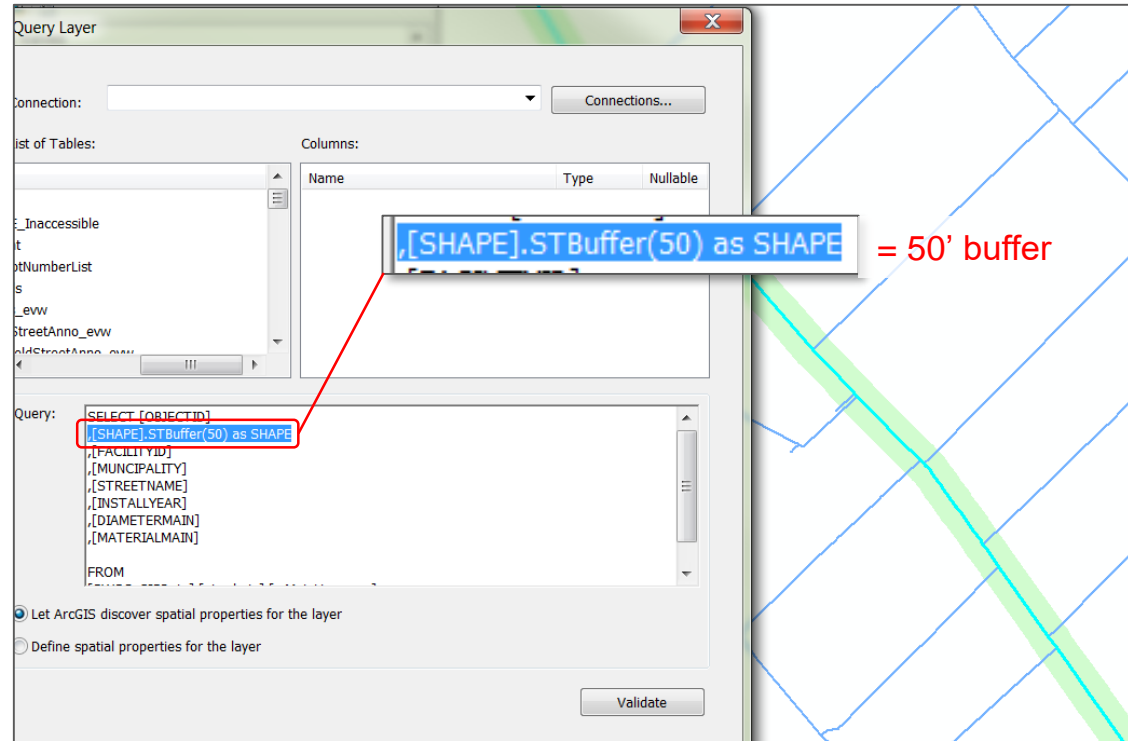 Query Layer
X
Connection:
Connections...
List of Tables:
Columns:
Name Type Nullable
E_Inaccessible
ptNumberList
_evw
StreetAnno_evw
,[SHAPE].STBuffer(50) as SHAPE
= 50' buffer
Query:
SELECT [OBJECTID]
,[SHAPE].STBuffer(50) as SHAPE
,[FACILITYID]
,[MUNCIPALITY]
,[STREETNAME]
,[INSTALLYEAR]
,[DIAMETERMAIN]
,[MATERIALMAIN]
FROM
Let ArcGIS discover spatial properties for the layer
Define spatial properties for the layer
Validate